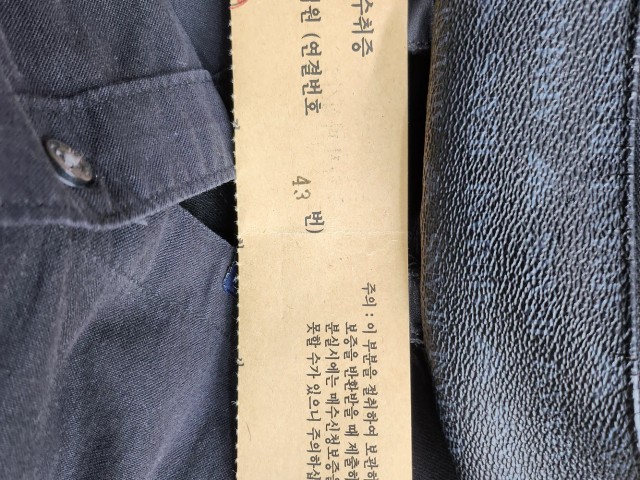 수취증
원 (연결번호 43 번)
주의 : 이 부분을 절취하여 보관하
보증을 반환받을 때 제출하
분실시에는 매수신청보증을
못할 수가 있으니 주의하십